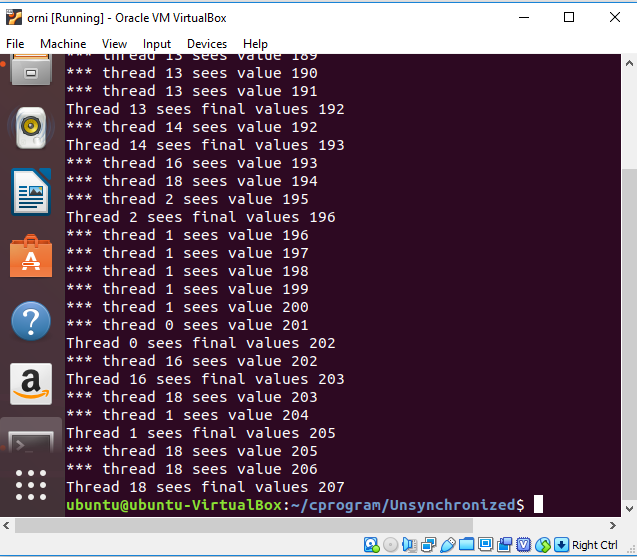 orni [Running] - Oracle VM VirtualBox
File Machine View Input Devices Help
*** thread 13 sees value 189
*** thread 13 sees value 190
*** thread 13 sees value 191
Thread 13 sees final values 192
*** thread 14 sees value 192
Thread 14 sees final values 193
*** thread 16 sees value 193
*** thread 18 sees value 194
*** thread 2 sees value 195
Thread 2 sees final values 196
*** thread 1 sees value 196
*** thread 1 sees value 197
*** thread 1 sees value 198
*** thread 1 sees value 199
*** thread 1 sees value 200
*** thread 0 sees value 201
Thread 0 sees final values 202
*** thread 16 sees value 202
Thread 16 sees final values 203
*** thread 18 sees value 203
*** thread 1 sees value 204
Thread 1 sees final values 205
*** thread 18 sees value 205
*** thread 18 sees value 206
Thread 18 sees final values 207
ubuntu@ubuntu-VirtualBox:~/cprogram/Unsynchronized$
Right Ctrl